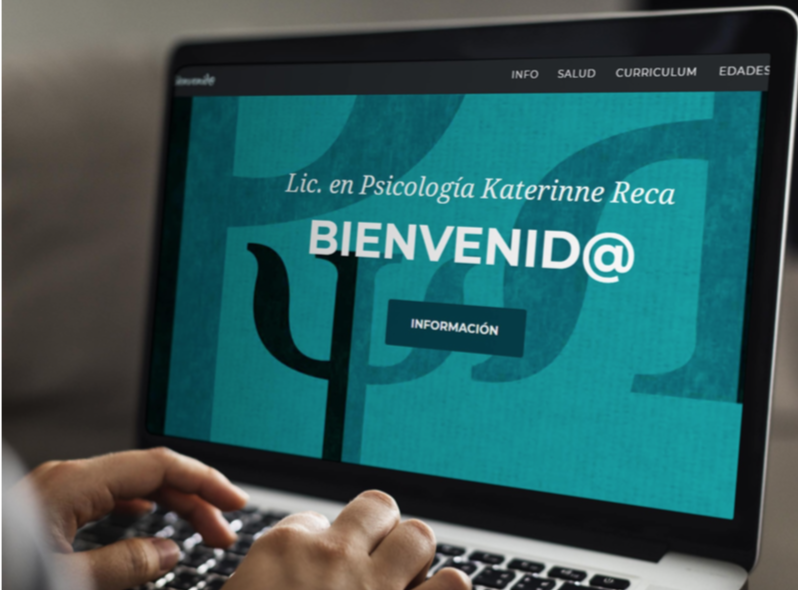 INFO SALUD CURRICULUM EDADES
Lic. en Psicología Katerinne Reca
BIENVENID@
INFORMACIÓN